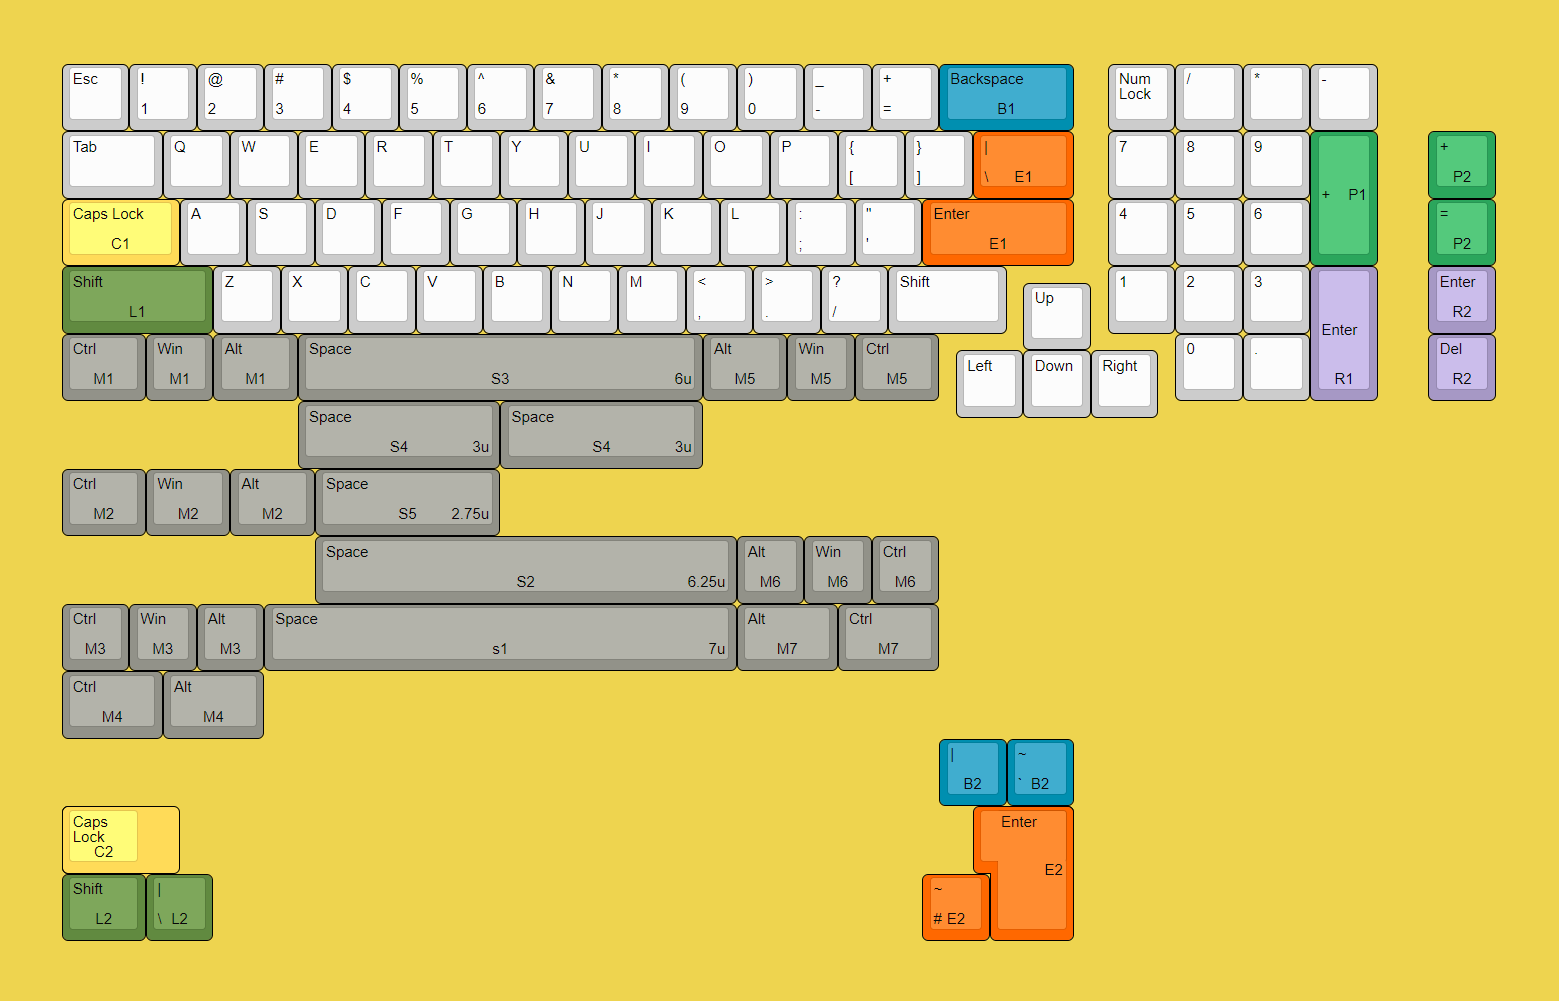 Esc ! @ # $ % ^ & * ( ) _ + Backspace Num / * -
Lock
1 2 3 4 5 6 7 8 9 0 - = B1
Tab Q W E R T Y U I O P { } | 7 8 9 +
[ ] \ E1 P2
+ P1
Caps Lock A S D F G H J K L : " Enter 4 5 6 =
C1 ; ' E1 P2
Shift Z X C V B N M < > ? Shift 1 2 3 Enter
Up
L1 , . / R2
Enter
Ctrl Win Alt Space Alt Win Ctrl 0 . Del
Left Down Right
M1 M1 M1 S3 6u M5 M5 M5 R1 R2
Space Space
S4 3u S4 3u
Ctrl Win Alt Space
M2 M2 M2 S5 2.75u
Space Alt Win Ctrl
S2 6.25u M6 M6 M6
Ctrl Win Alt Space Alt Ctrl
M3 M3 M3 s1 7u M7 M7
Ctrl Alt
M4 M4
| ~
B2 ` B2
Caps Enter
Lock
C2
E2
Shift | ~
L2 \ L2 # E2